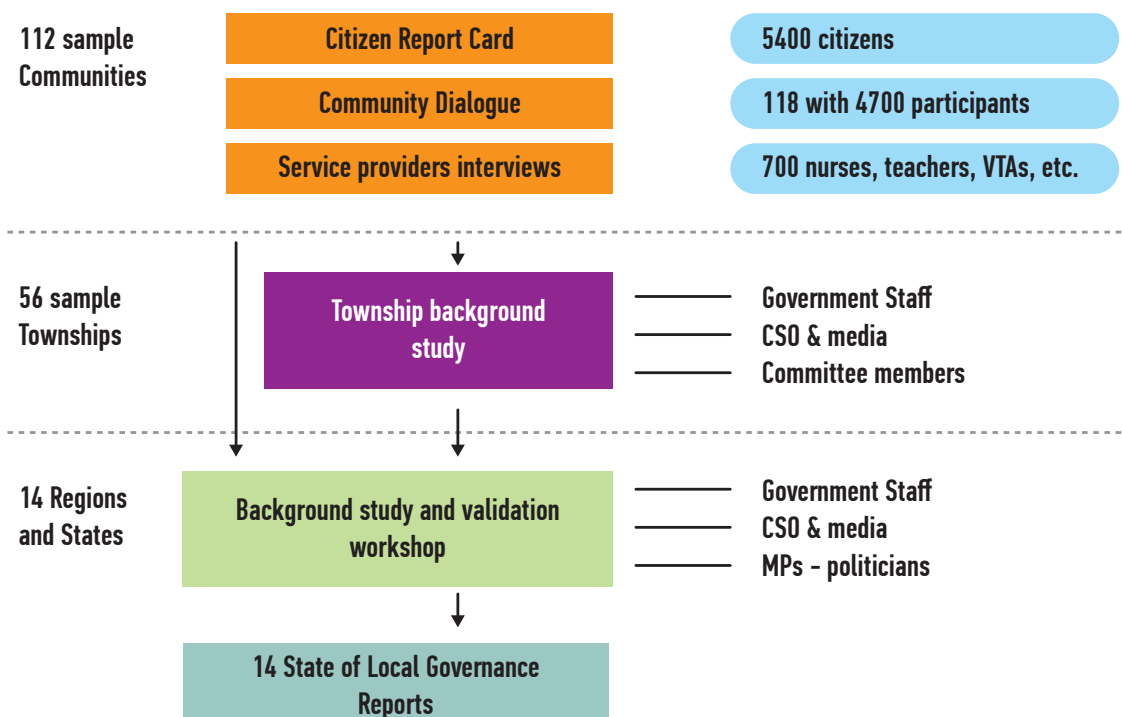 112 sample
Communities
Citizen Report Card
5400 citizens
Community Dialogue
118 with 4700 participants
Service providers interviews
700 nurses, teachers, VTAs, etc.
56 sample
Townships
Township background
study
Government Staff
CSO & media
Committee members
14 Regions
and States
Background study and validation
workshop
Government Staff
CSO & media
MPs - politicians
14 State of Local Governance
Reports